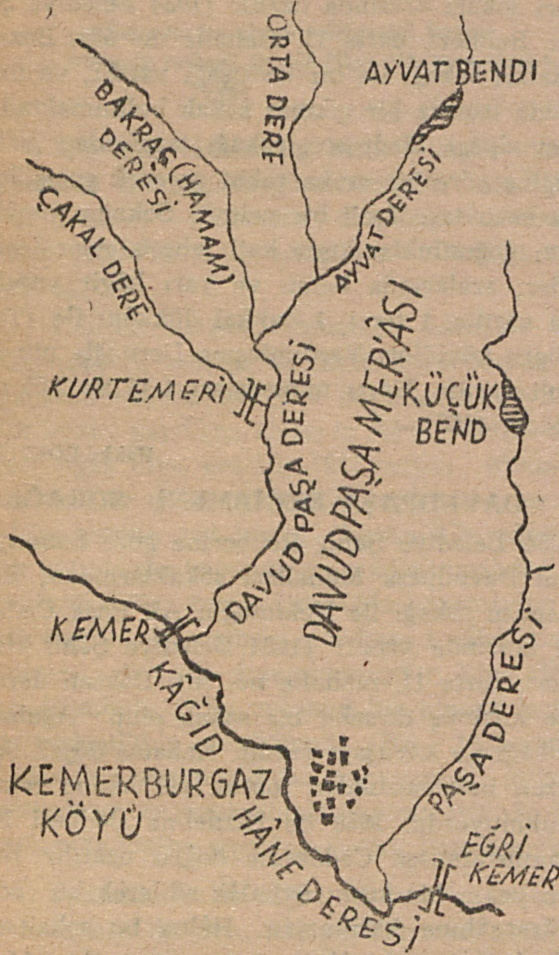 ORTA DERE
AYVAT BENDI
BAKRAÇ (HAMAM)
DERESİ
AYVAT DERESİ
ÇAKAL DERE
KURTEMERİ
DAVUD PAŞA DERESİ
DAVUDPAŞA MER'ÂSI
KÜÇÜK
BEND
KEMER
KÂĞID
HÂNE DERESİ
KEMERBURGAZ
KÖYÜ
PAŞA DERESİ
EĞRİ
KEMER